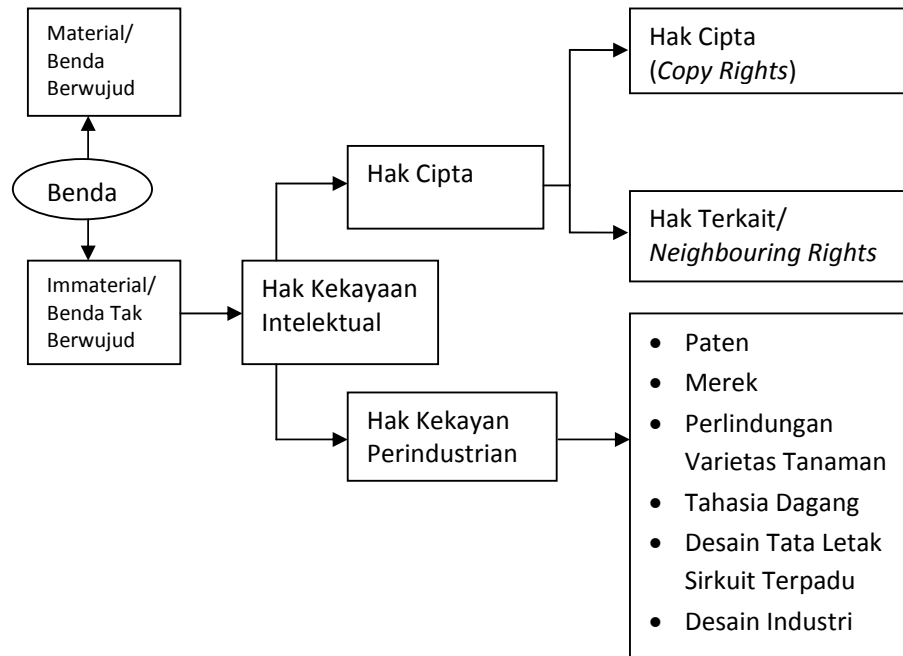 Material/
Benda
Berwujud
Benda
Immaterial/
Benda Tak
Berwujud
Hak Kekayaan
Intelektual
Hak Cipta
Hak Kekayan
Perindustrian
Hak Cipta
(Copy Rights)
Hak Terkait/
Neighbouring Rights
• Paten
• Merek
• Perlindungan
Varietas Tanaman
• Tahasia Dagang
• Desain Tata Letak
Sirkuit Terpadu
• Desain Industri